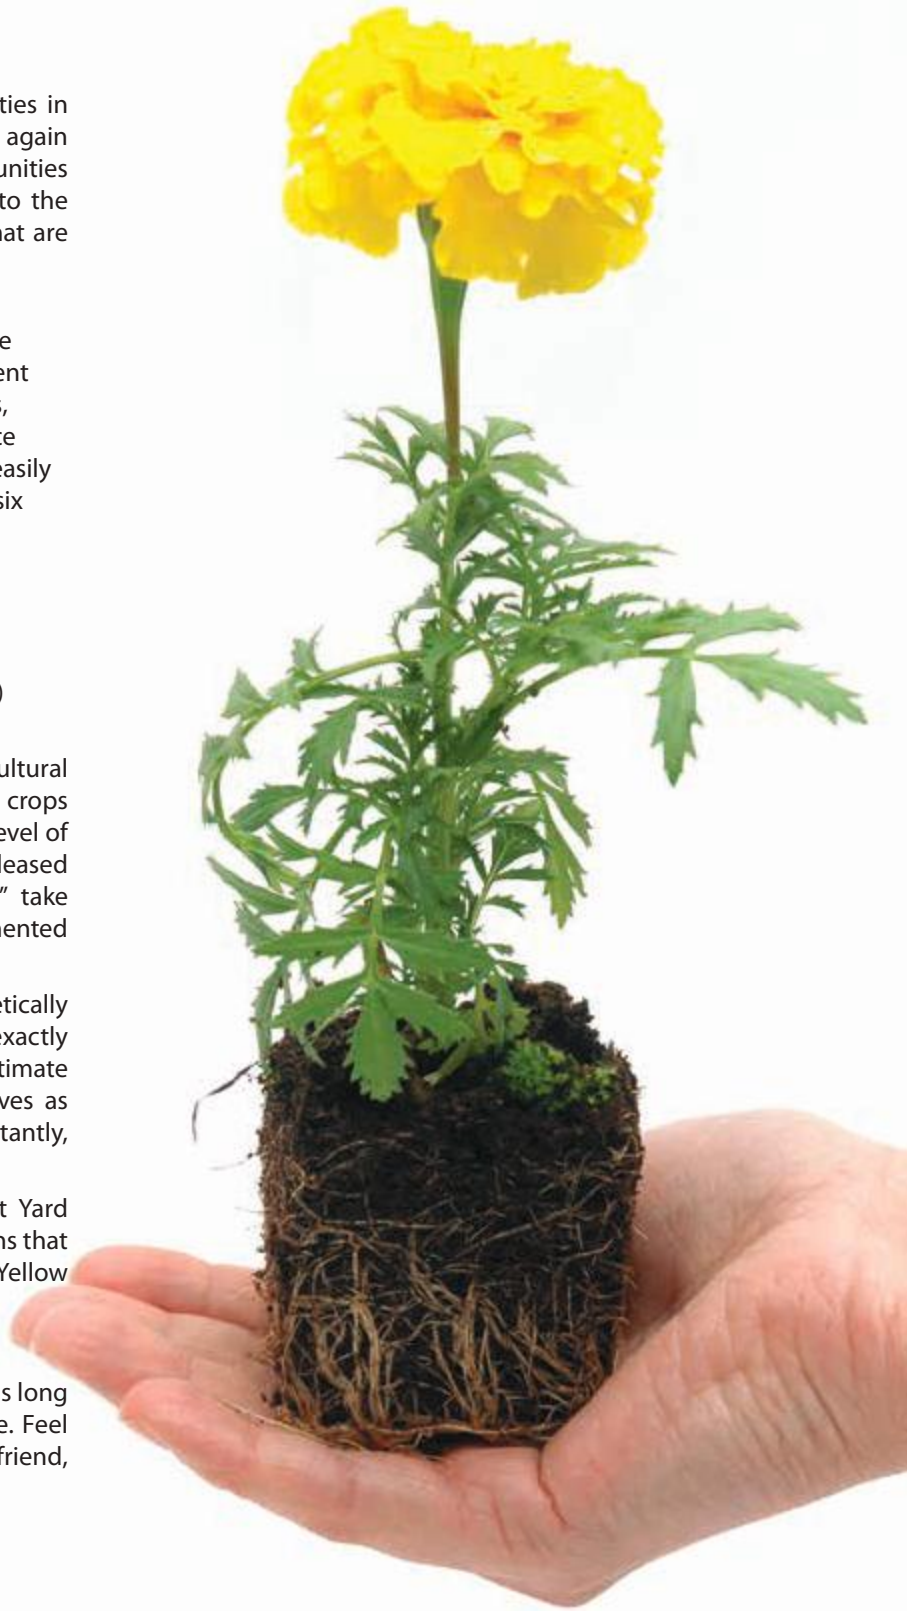 ties in
again
unities
to the
hat are
e
ent
s,
ce
easily
six
)
ultural
crops
evel of
leased
” take
nented
etically
exactly
timate
ves as
tantly,
t Yard
ns that
Yellow
s long
e. Feel
friend,